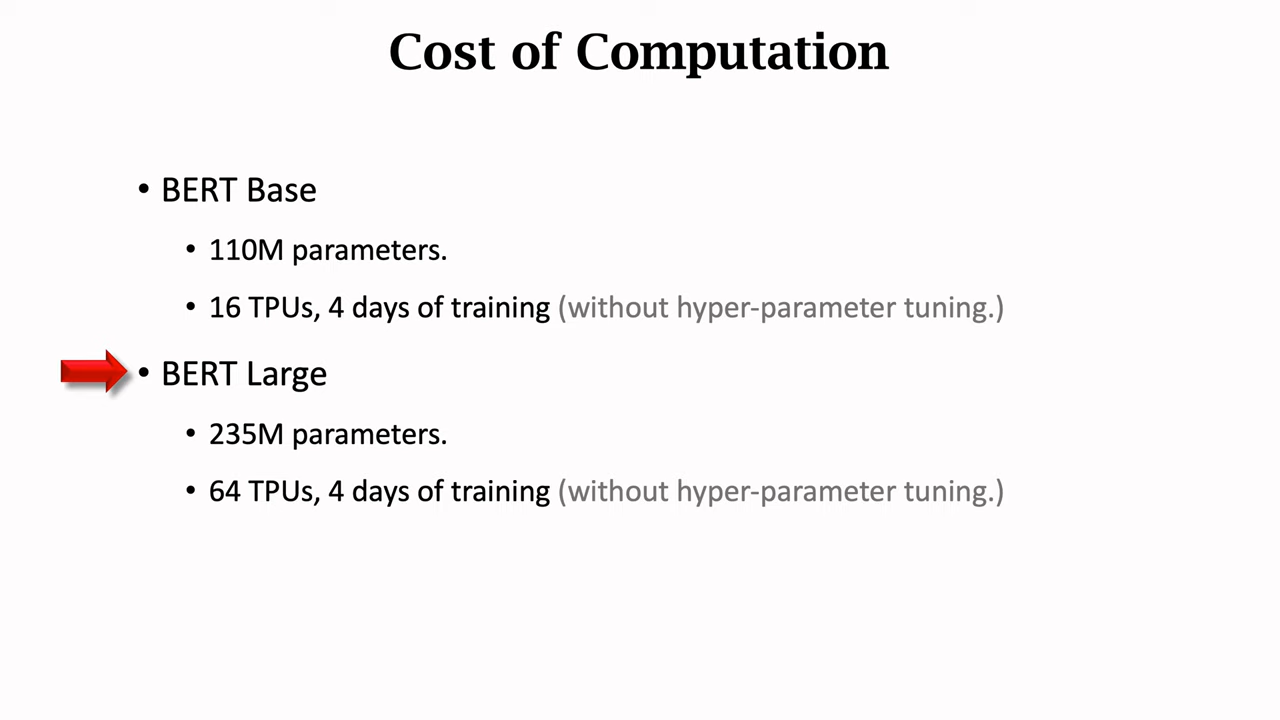 Cost of Computation
• BERT Base
• 110M parameters.
• 16 TPUs, 4 days of training (without hyper-parameter tuning.)
• BERT Large
• 235M parameters.
• 64 TPUs, 4 days of training (without hyper-parameter tuning.)